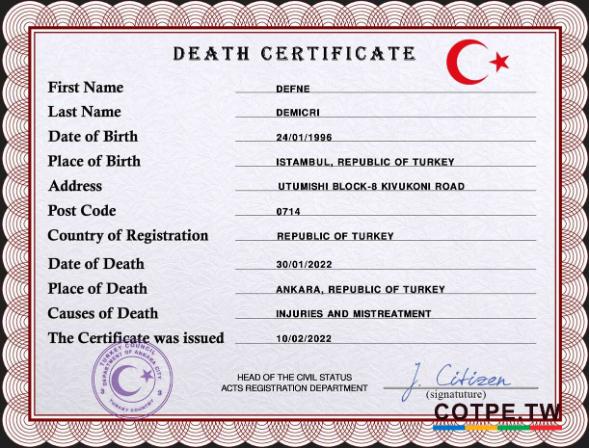 DEATH CERTIFICATE
First Name DEFNE
Last Name DEMICRI
Date of Birth 24/01/1996
Place of Birth ISTAMBUL, REPUBLIC OF TURKEY
Address UTUMISHI BLOCK-8 KIVUKONI ROAD
Post Code 0714
Country of Registration REPUBLIC OF TURKEY
Date of Death 30/01/2022
Place of Death ANKARA, REPUBLIC OF TURKEY
Causes of Death INJURIES AND MISTREATMENT
The Certificate was issued 10/02/2022
TURKEY COUNCIL
DEPARTMENT OF ANKARA CITY
TURKEY COUNTRY
HEAD OF THE CIVIL STATUS
ACTS REGISTRATION DEPARTMENT
J. Citizen
(signatuture)
COTPE.TW